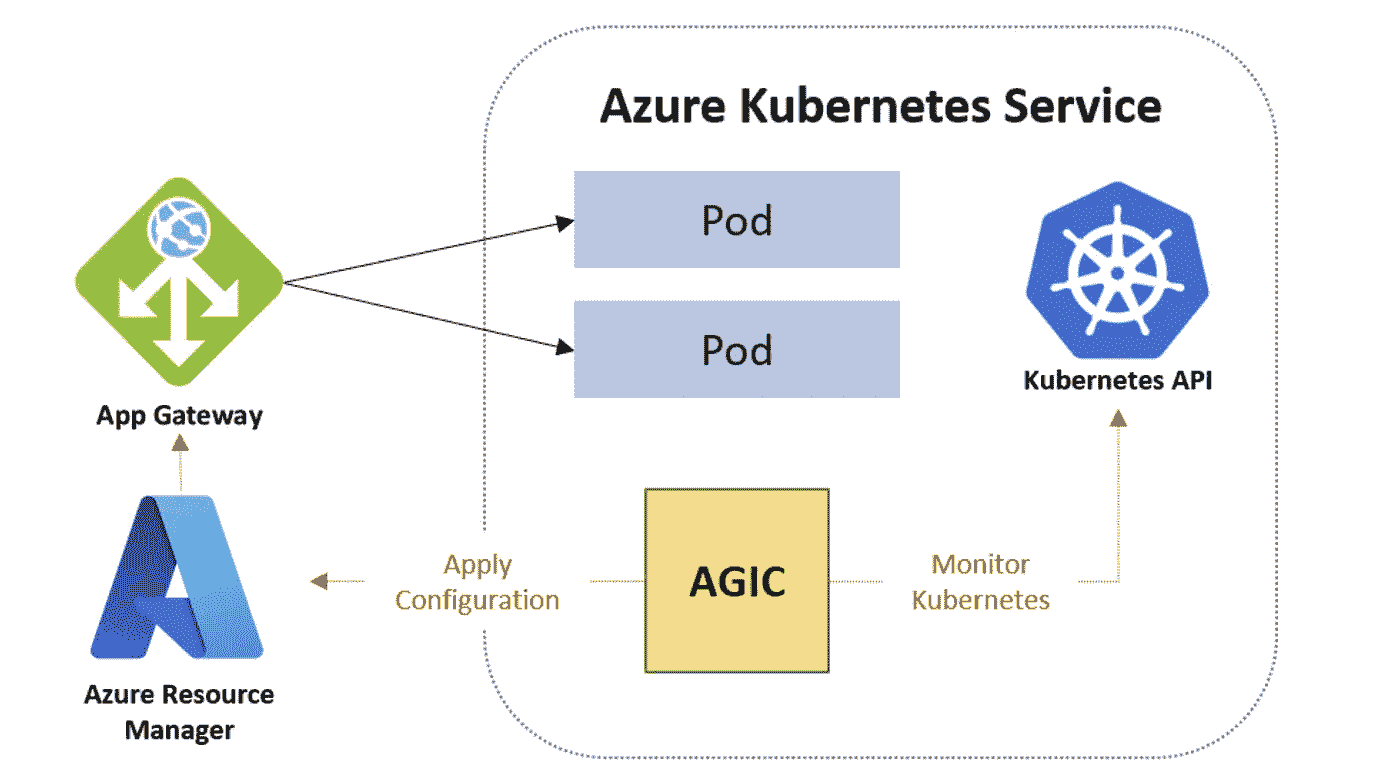 Azure Kubernetes Service
Pod
Pod
Kubernetes API
App Gateway
Apply
Configuration
AGIC
Monitor
Kubernetes
Azure Resource
Manager